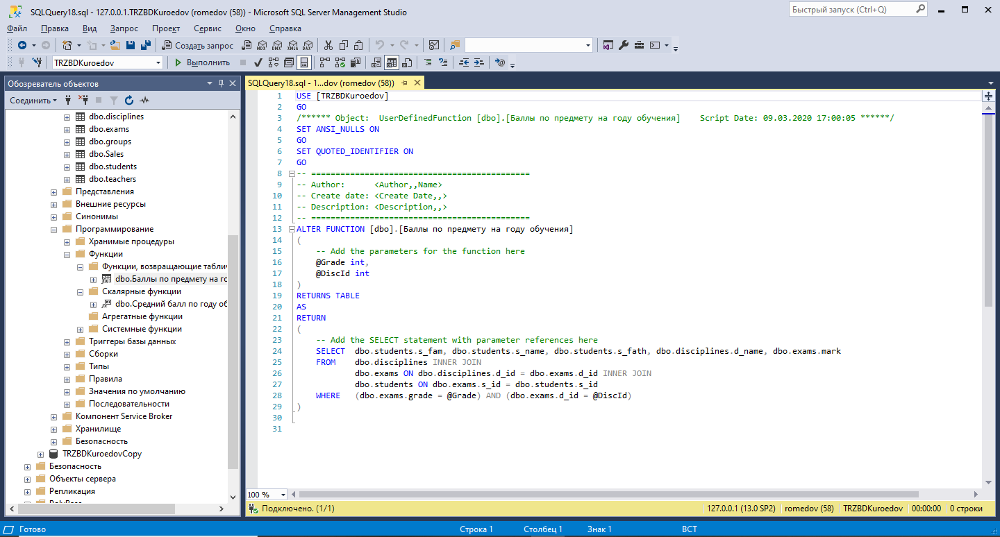 SQLQuery18.sql - 127.0.0.1.TRZBDKuroedov (romedov (58)) - Microsoft SQL Server Management Studio
Быстрый запуск (Ctrl+Q)
Файл Правка Вид Запрос Проект Сервис Окно Справка
Создать запрос
MDX DMX XMLA DAX
TRZBDKuroedov
Выполнить
Обозреватель объектов
Соединить
dbo.disciplines
dbo.exams
dbo.groups
dbo.Sales
dbo.students
dbo.teachers
Представления
Внешние ресурсы
Синонимы
Программирование
Хранимые процедуры
Функции
Функции, возвращающие табли
dbo.Баллы по предмету на го
Скалярные функции
dbo.Средний балл по году об
Агрегатные функции
Системные функции
Триггеры базы данных
Сборки
Типы
Правила
Значения по умолчанию
Последовательности
Компонент Service Broker
Хранилище
Безопасность
TRZBDKuroedovCopy
Безопасность
Объекты сервера
Репликация
PolyBase
SQLQuery18.sql - 1...dov (romedov (58))
1 USE [TRZBDKuroedov]
2 GO
3 /****** Object:  UserDefinedFunction [dbo].[Баллы по предмету на году обучения]    Script Date: 09.03.2020 17:00:05 ******/
4 SET ANSI_NULLS ON
5 GO
6 SET QUOTED_IDENTIFIER ON
7 GO
8 -- =============================================
9 -- Author:      <Author,,Name>
10 -- Create date: <Create Date,,>
11 -- Description: <Description,,>
12 -- =============================================
13 ALTER FUNCTION [dbo].[Баллы по предмету на году обучения]
14 (
15     -- Add the parameters for the function here
16     @Grade int,
17     @DiscId int
18 )
19 RETURNS TABLE
20 AS
21 RETURN
22 (
23     -- Add the SELECT statement with parameter references here
24     SELECT  dbo.students.s_fam, dbo.students.s_name, dbo.students.s_fath, dbo.disciplines.d_name, dbo.exams.mark
25     FROM    dbo.disciplines INNER JOIN
26             dbo.exams ON dbo.disciplines.d_id = dbo.exams.d_id INNER JOIN
27             dbo.students ON dbo.exams.s_id = dbo.students.s_id
28     WHERE   (dbo.exams.grade = @Grade) AND (dbo.exams.d_id = @DiscId)
29 )
30
31
100 %
Подключено. (1/1)
127.0.0.1 (13.0 SP2) romedov (58) TRZBDKuroedov 00:00:00 0 строки
Готово
Строка 1 Столбец 1 Знак 1 ВСТ